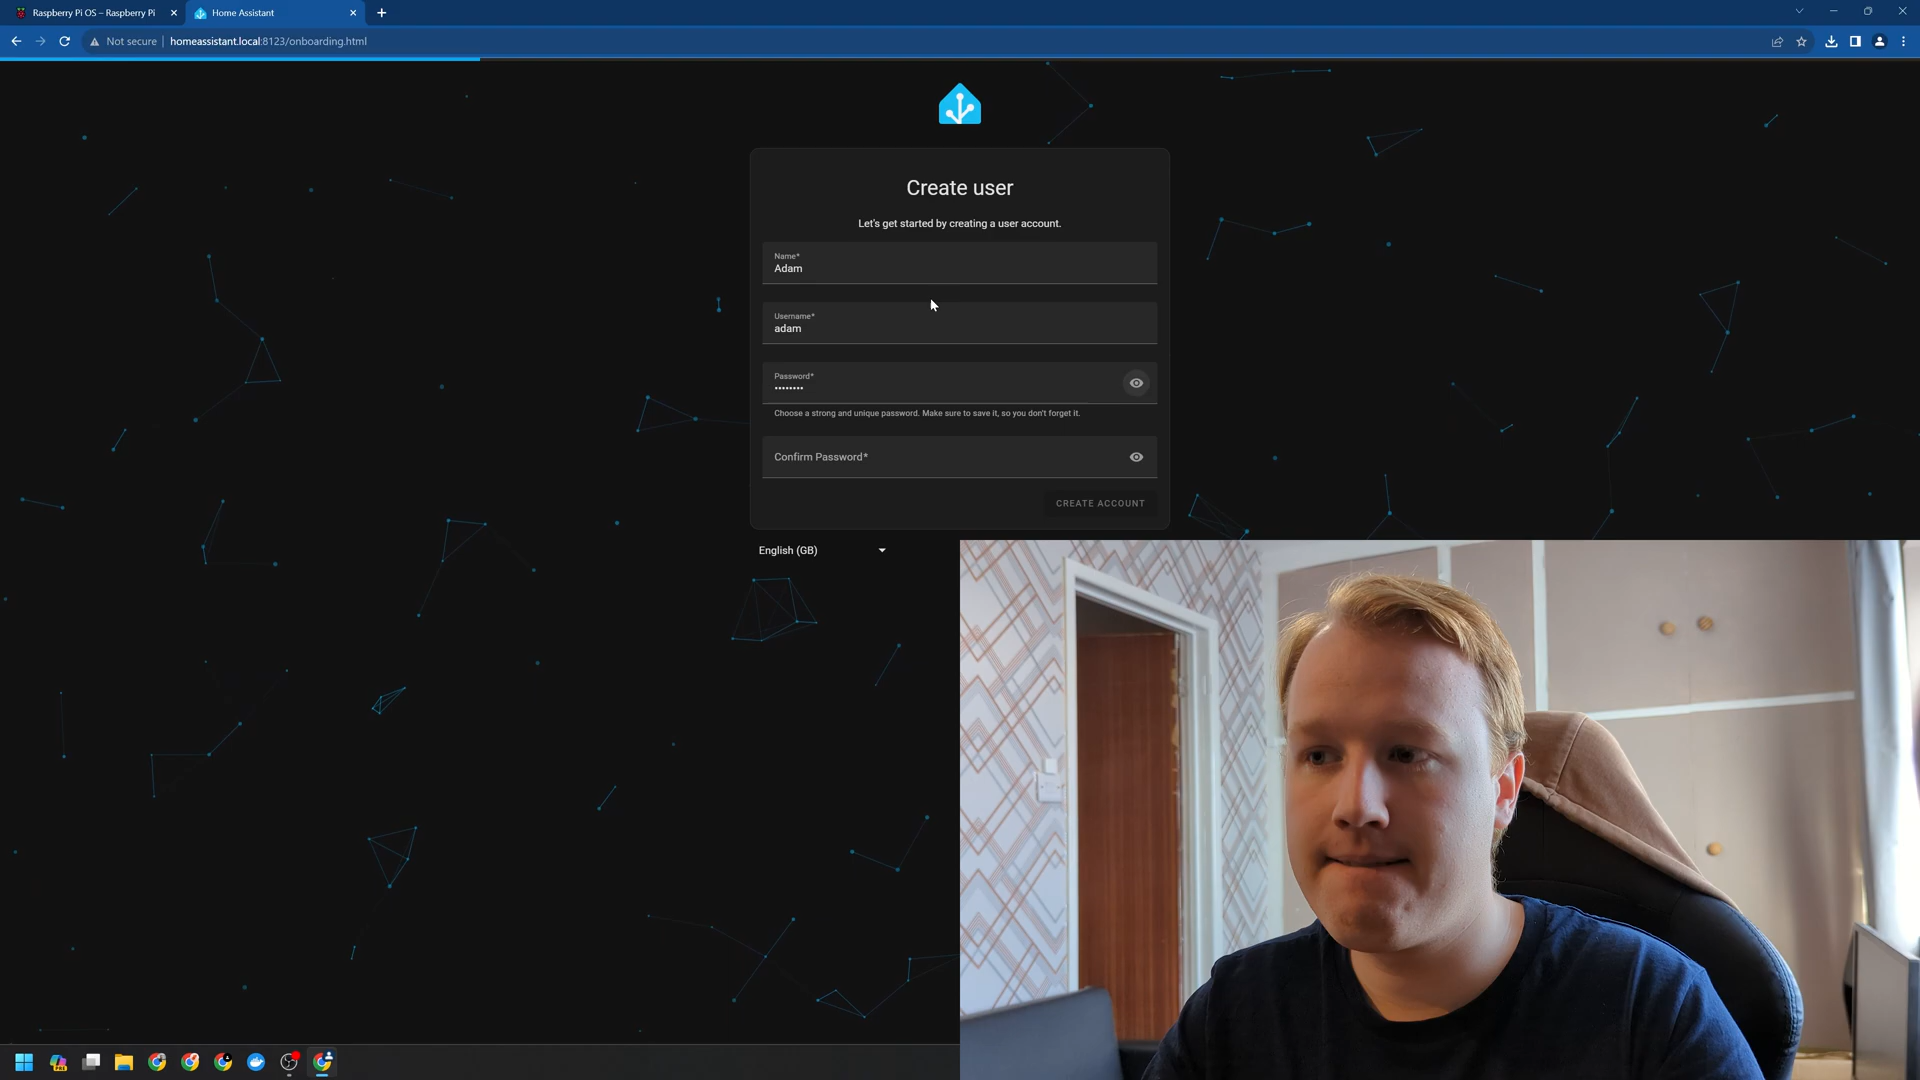 Raspberry Pi OS – Raspberry Pi
Home Assistant
Not secure
homeassistant.local:8123/onboarding.html
Create user
Let's get started by creating a user account.
Name*
Adam
Username*
adam
Password*
••••••••
Choose a strong and unique password. Make sure to save it, so you don't forget it.
Confirm Password*
CREATE ACCOUNT
English (GB)
PRE